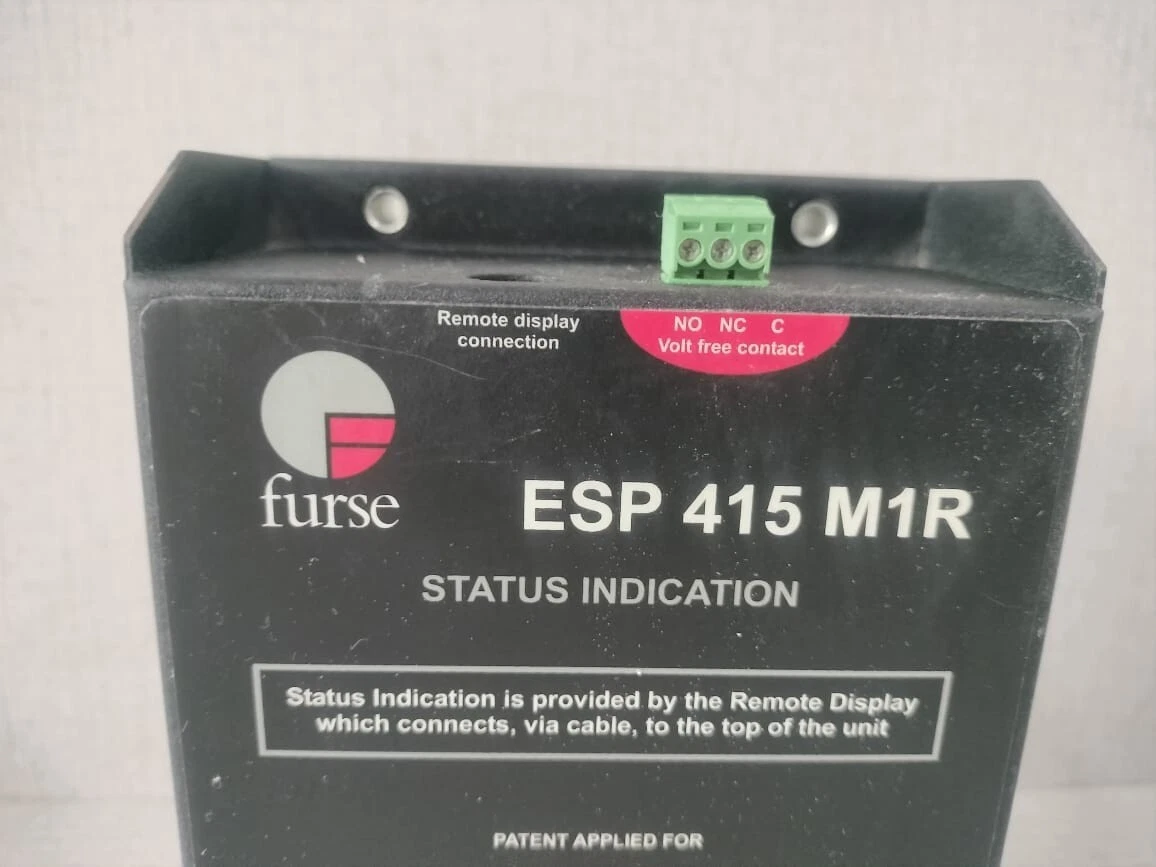 Remote display
connection
NO NC C
Volt free contact
furse
ESP 415 M1R
STATUS INDICATION
Status Indication is provided by the Remote Display
which connects, via cable, to the top of the unit
PATENT APPLIED FOR